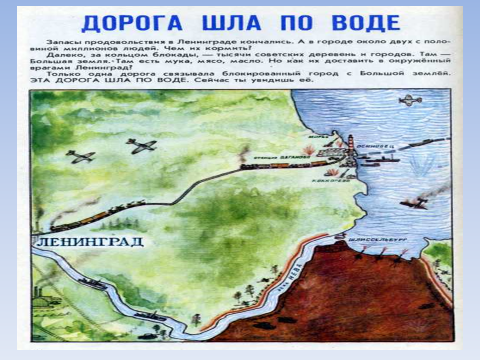 ДОРОГА ШЛА ПО ВОДЕ
Запасы продовольствия в Ленинграде кончались. А в городе около двух с поло-
виной миллионов людей. Чем их кормить?
Далеко, за кольцом блокады, — тысячи советских деревень и городов. Там —
Большая земля. Там есть мука, мясо, масло. Но как их доставить в окружённый
врагами Ленинград?
Только одна дорога связывала блокированный город с Большой землёй.
ЭТА ДОРОГА ШЛА ПО ВОДЕ. Сейчас ты увидишь её.
ОСИНОВЕЦ
ЛЕНИНГРАД
ШЛИССЕЛЬБУРГ
река НЕВА